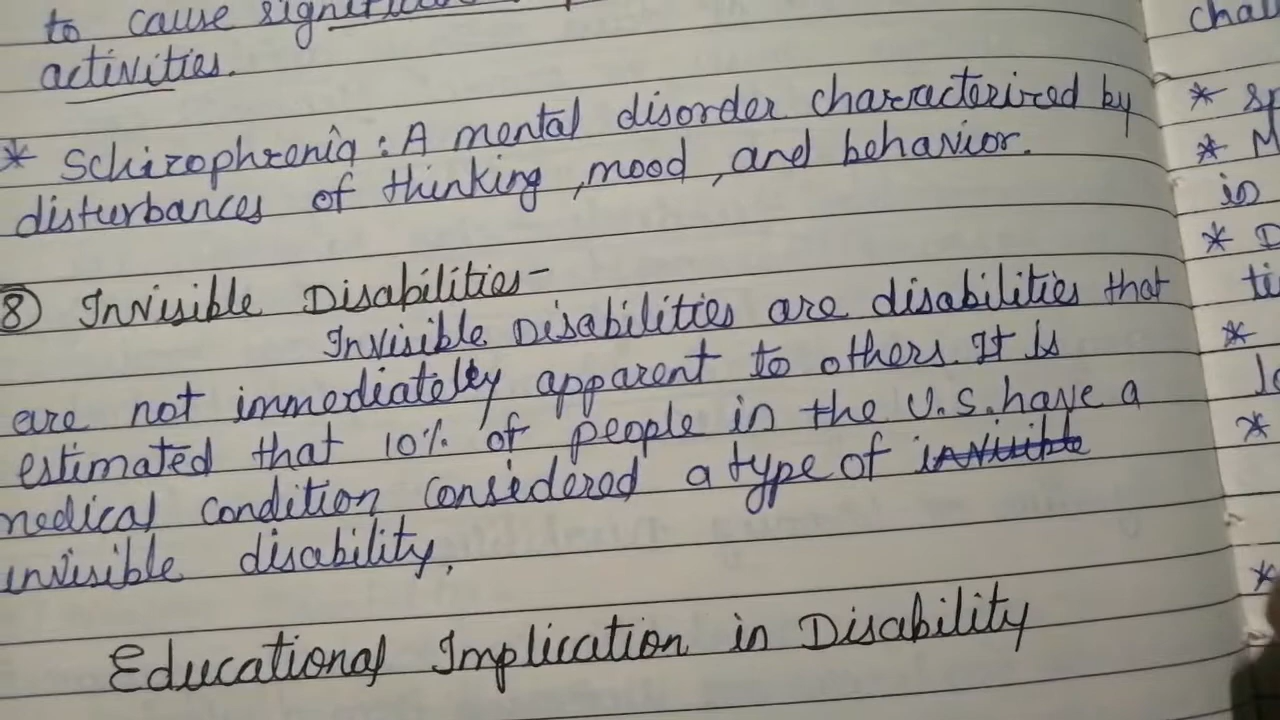 to cause
activities.
* Schizophrenia : A mental disorder characterized by
disturbances of thinking, mood, and behavior.
8 Invisible Disabilities-
Invisible Disabilities are disabilities that
are not immediately apparent to others. It is
estimated that 10% of people in the U.S. have a
medical condition considered a type of invisible
invisible disability.
Educational Implication in Disability
*
* M
is
* D
*
*
*